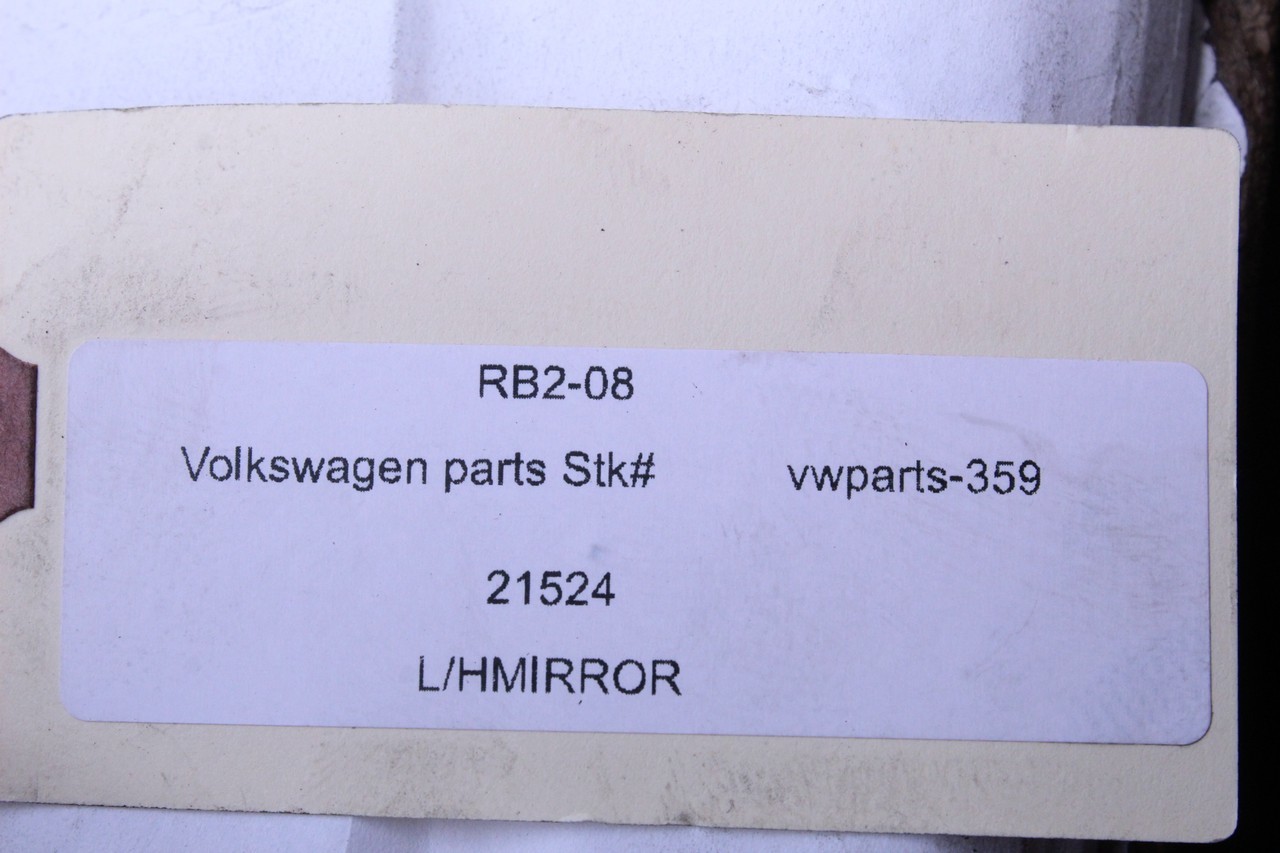 RB2-08
Volkswagen parts Stk# vwparts-359
21524
L/HMIRROR